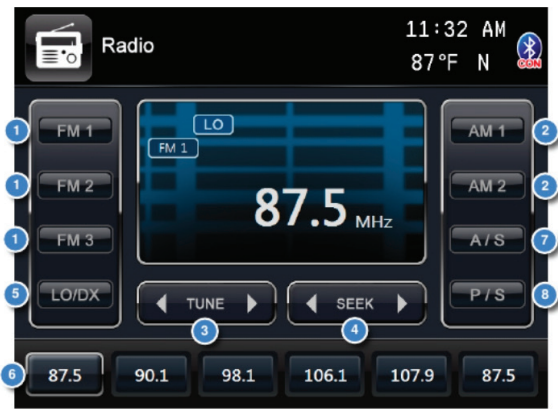 Radio
11:32 AM
87°F N
CON
1 FM 1
LO
AM 1 2
FM 1
1 FM 2
AM 2 2
87.5 MHz
1 FM 3
A / S 7
5 LO/DX
TUNE
SEEK
P / S 8
3
4
6 87.5 90.1 98.1 106.1 107.9 87.5